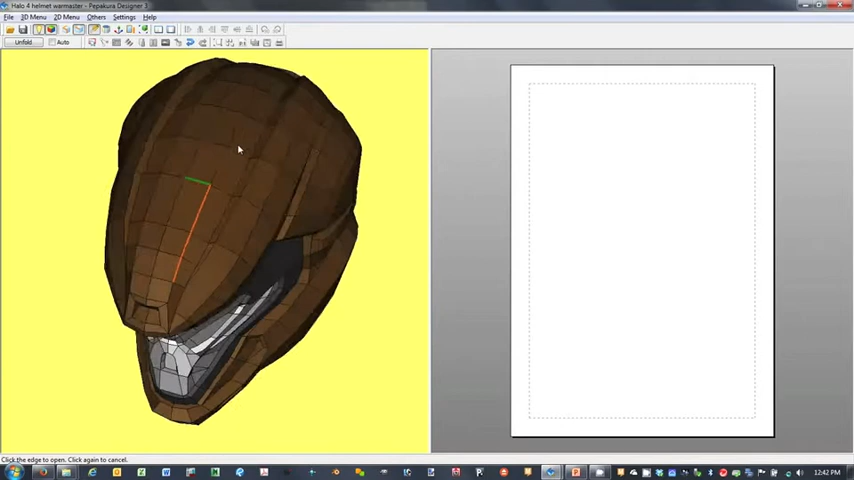 Halo 4 helmet warmaster - Pepakura Designer 3
File 3D Menu 2D Menu Others Settings Help
Unfold Auto
Click the edge to open. Click again to cancel.
12:42 PM